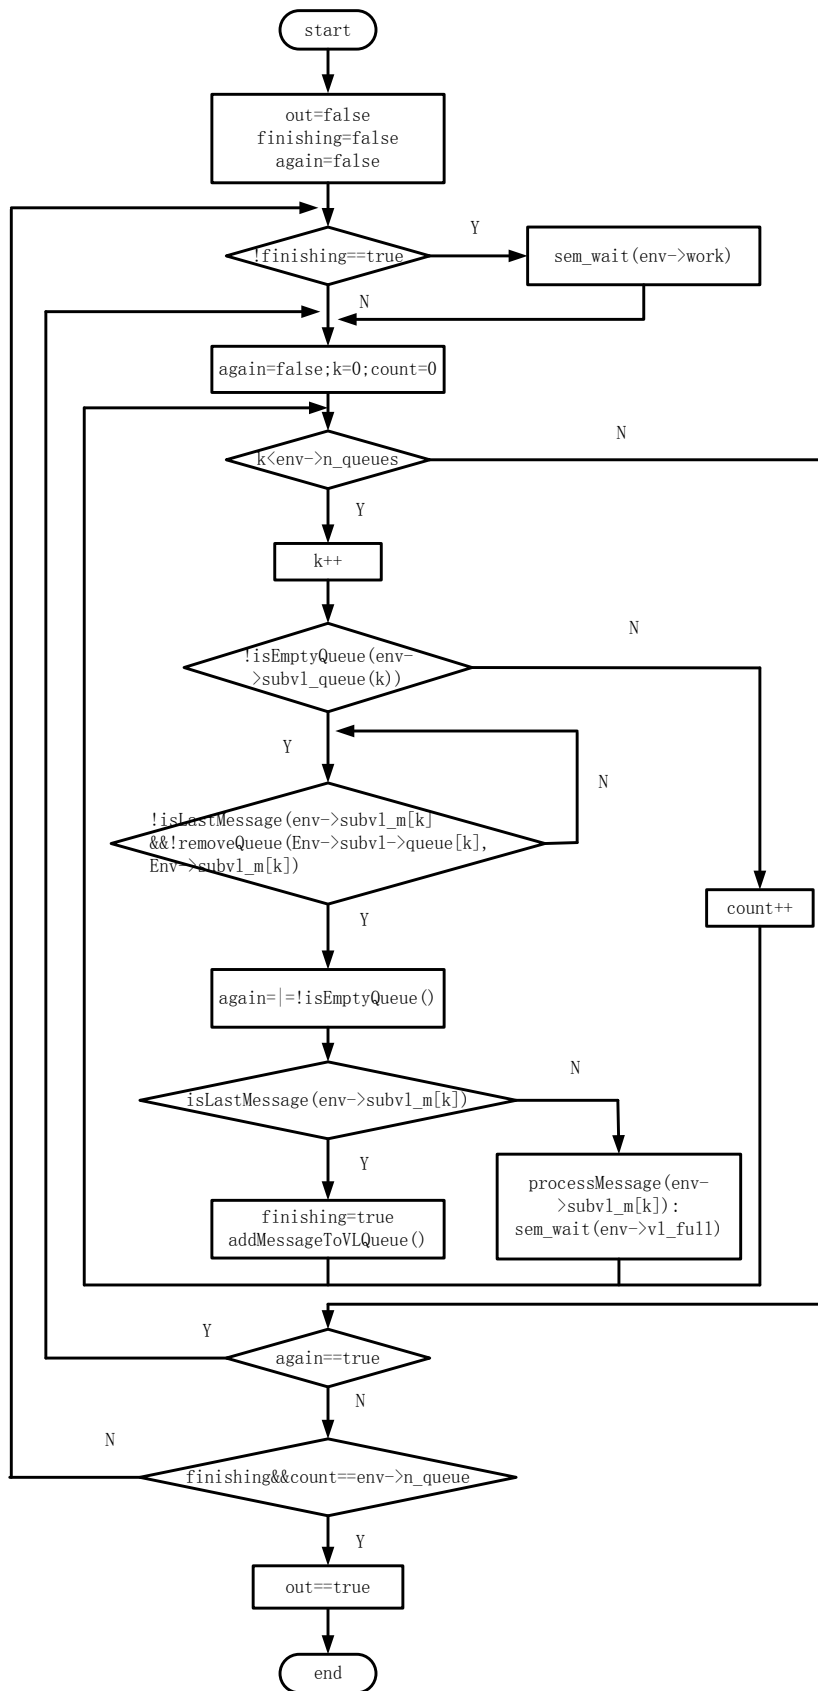 start
out=false
finishing=false
again=false
!finishing==true
Y
sem_wait(env->work)
N
again=false;k=0;count=0
k<env->n_queues
N
Y
k++
!isEmptyQueue(env-
>subvl_queue(k))
N
Y
!isLastMessage(env->subvl_m[k]
&&!removeQueue(Env->subvl->queue[k],
Env->subvl_m[k])
N
Y
count++
again=|=!isEmptyQueue()
isLastMessage(env->subvl_m[k])
N
Y
processMessage(env-
>subvl_m[k]):
sem_wait(env->vl_full)
finishing=true
addMessageToVLQueue()
again==true
Y
N
finishing&&count==env->n_queue
N
Y
out==true
end